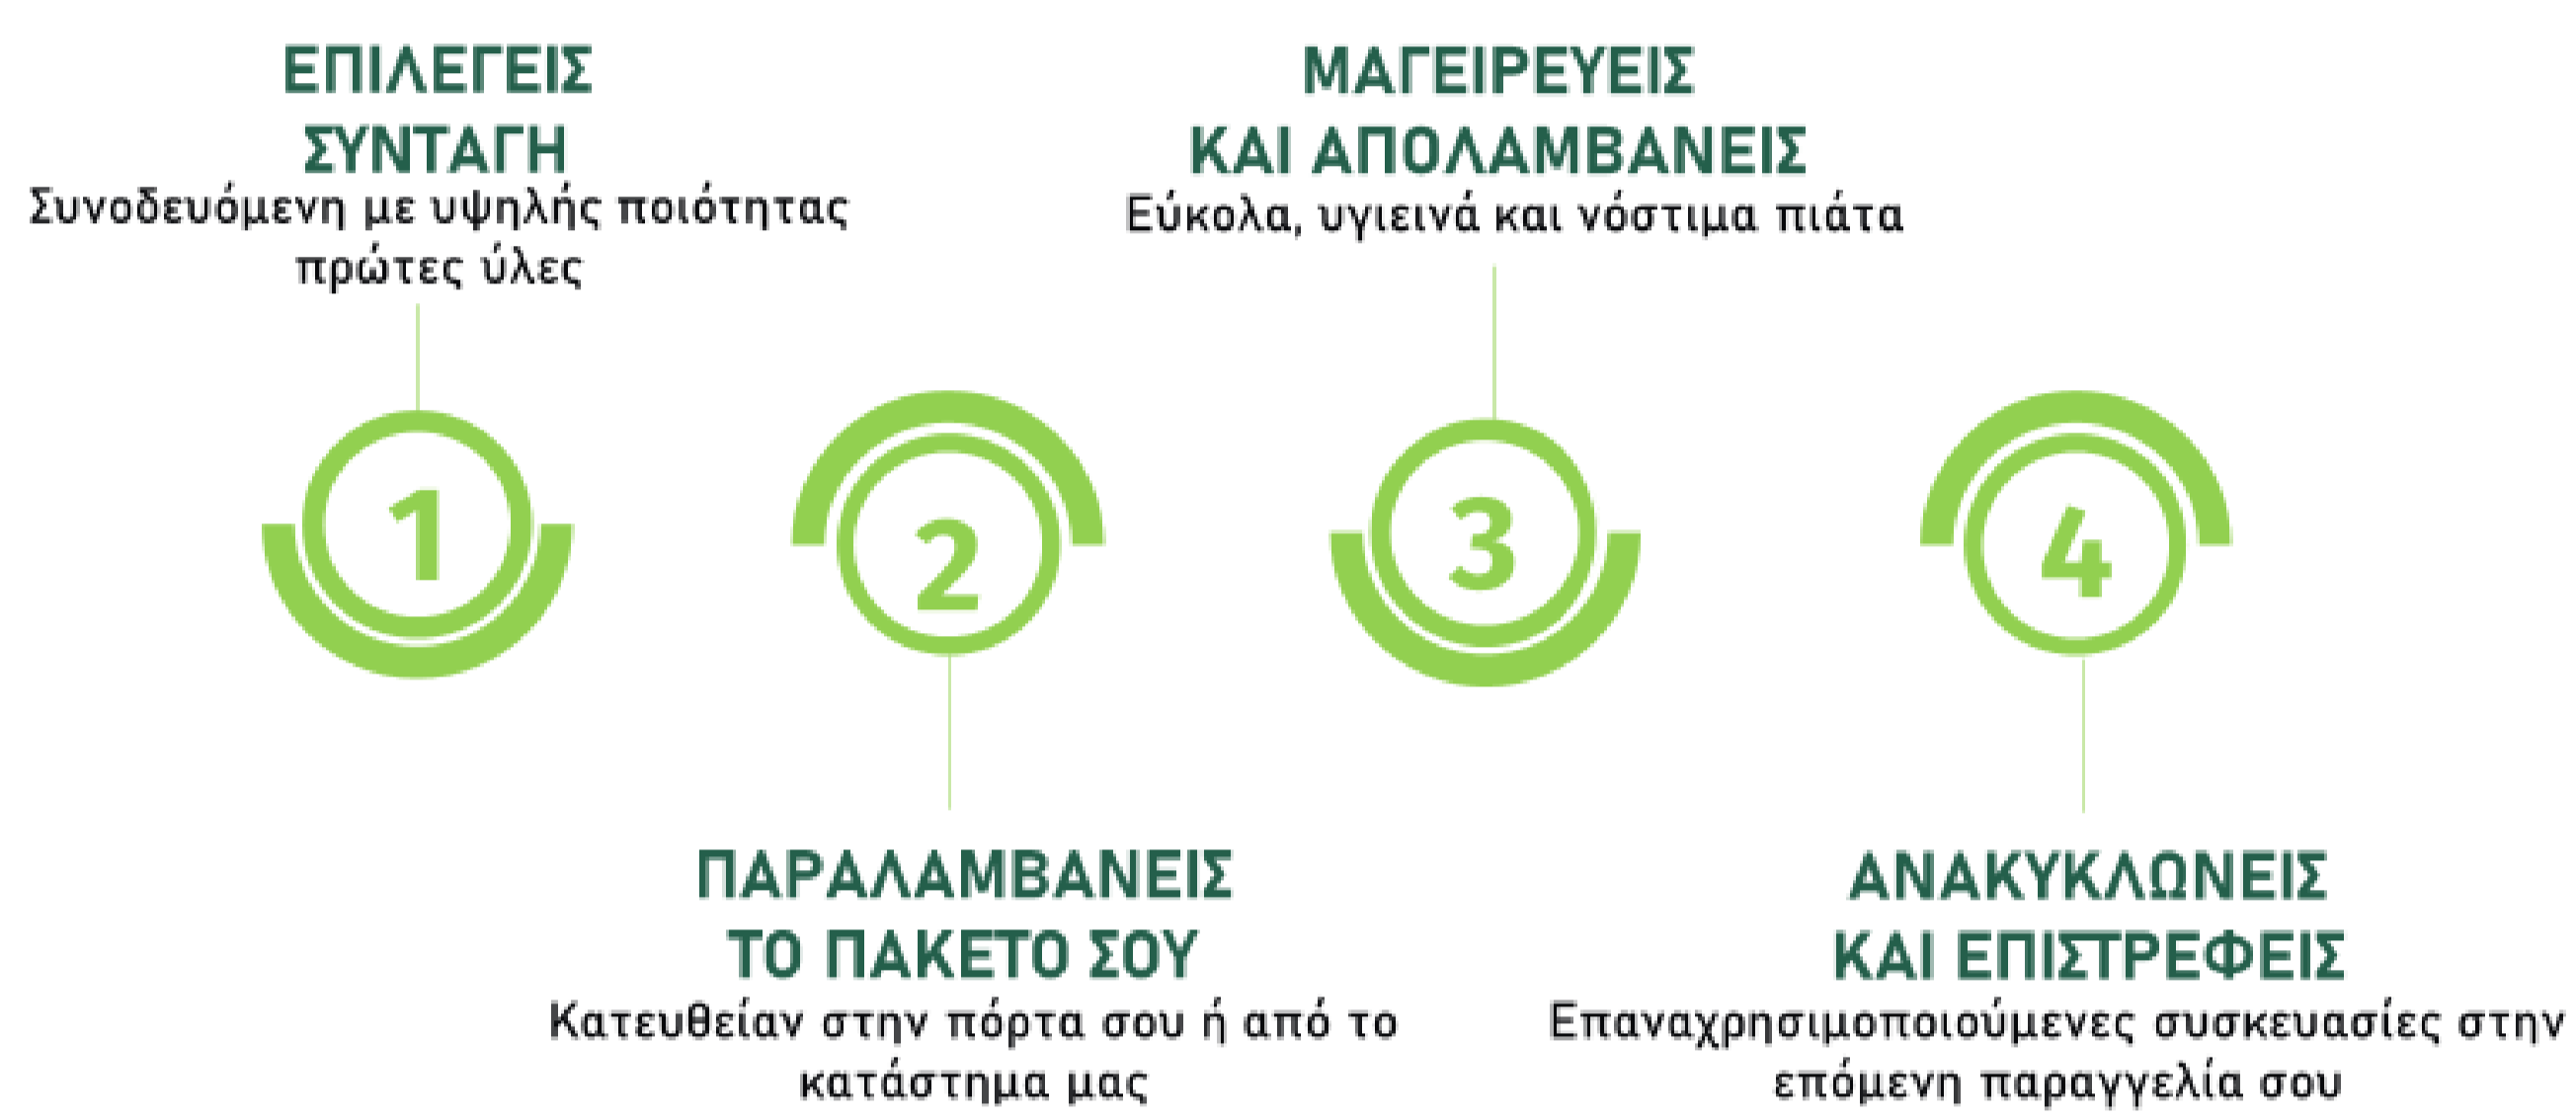 ΕΠΙΛΕΓΕΙΣ
ΣΥΝΤΑΓΗ
Συνοδευόμενη με υψηλής ποιότητας
πρώτες ύλες
1
2
ΠΑΡΑΛΑΜΒΑΝΕΙΣ
ΤΟ ΠΑΚΕΤΟ ΣΟΥ
Κατευθείαν στην πόρτα σου ή από το
κατάστημα μας
ΜΑΓΕΙΡΕΥΕΙΣ
ΚΑΙ ΑΠΟΛΑΜΒΑΝΕΙΣ
Εύκολα, υγιεινά και νόστιμα πιάτα
3
4
ΑΝΑΚΥΚΛΩΝΕΙΣ
ΚΑΙ ΕΠΙΣΤΡΕΦΕΙΣ
Επαναχρησιμοποιούμενες συσκευασίες στην
επόμενη παραγγελία σου